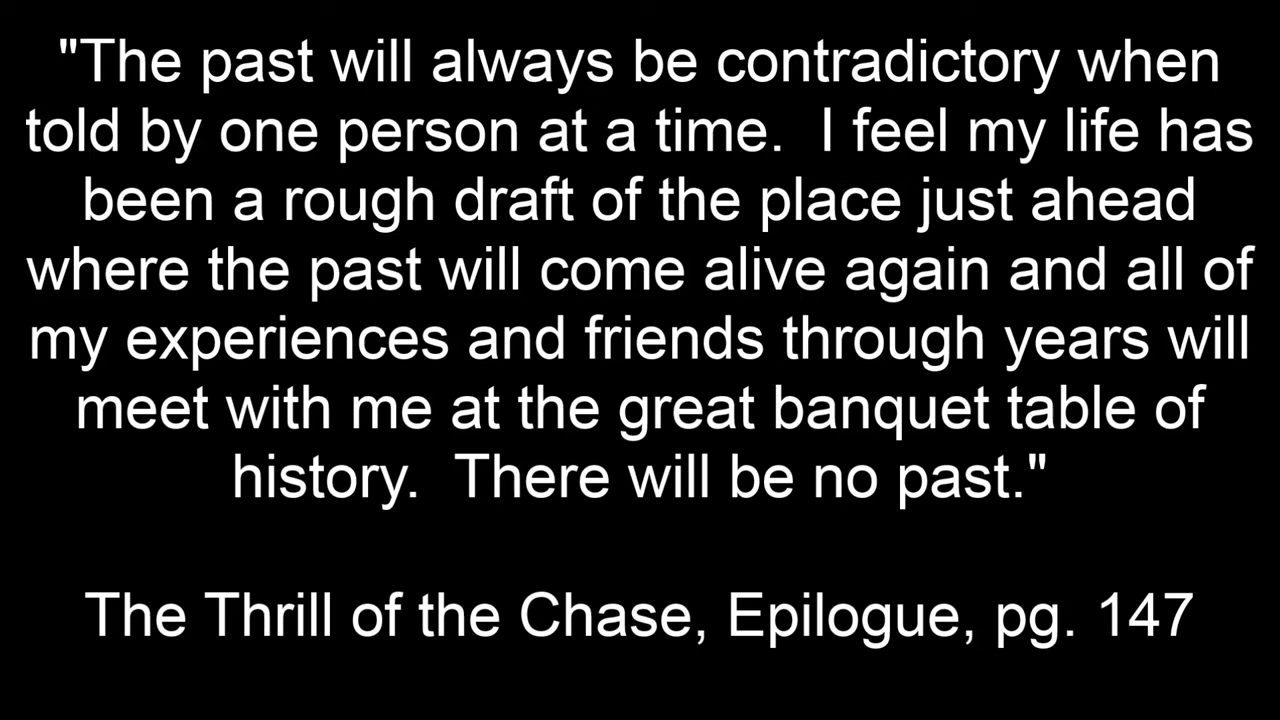 "The past will always be contradictory when
told by one person at a time.  I feel my life has
been a rough draft of the place just ahead
where the past will come alive again and all of
my experiences and friends through years will
meet with me at the great banquet table of
history.  There will be no past."
The Thrill of the Chase, Epilogue, pg. 147